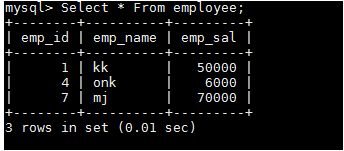 mysql> Select * From employee;
+--------+----------+---------+
| emp_id | emp_name | emp_sal |
+--------+----------+---------+
|      1 | kk       |   50000 |
|      4 | onk      |    6000 |
|      7 | mj       |   70000 |
+--------+----------+---------+
3 rows in set (0.01 sec)